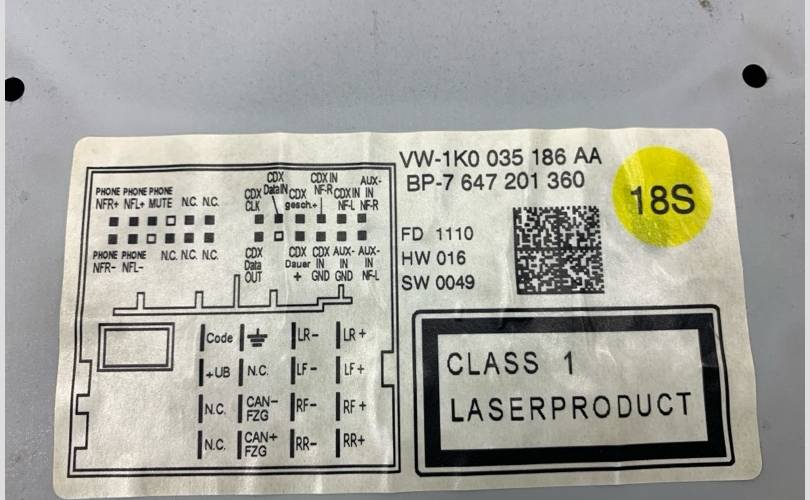 VW-1K0 035 186 AA
BP-7 647 201 360
18S
FD 1110
HW 016
SW 0049
CLASS 1
LASERPRODUCT
PHONE PHONE PHONE
NFR+ NFL+ MUTE N.C. N.C.
PHONE PHONE
NFR- NFL- N.C. N.C. N.C.
CDX CLK
CDX Data IN
CDX gesch.+
CDX IN NF-R
CDX IN NF-L
AUX-IN NF-R
CDX Data OUT
CDX Dauer +
CDX IN GND
AUX-IN GND
AUX-IN NF-L
Code LR- LR+
+UB N.C. LF- LF+
N.C. CAN-FZG RF- RF+
N.C. CAN+FZG RR- RR+